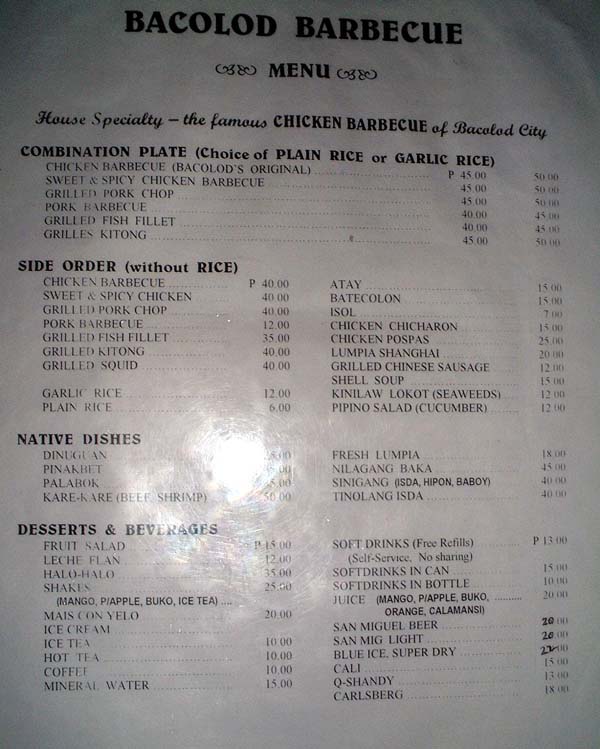 BACOLOD BARBECUE
MENU
House Specialty – the famous CHICKEN BARBECUE of Bacolod City
COMBINATION PLATE (Choice of PLAIN RICE or GARLIC RICE)
CHICKEN BARBECUE (BACOLOD'S ORIGINAL) P 45.00 50.00
SWEET & SPICY CHICKEN BARBECUE 45.00 50.00
GRILLED PORK CHOP 45.00 50.00
PORK BARBECUE 40.00 45.00
GRILLED FISH FILLET 40.00 45.00
GRILLES KITONG 45.00 50.00
SIDE ORDER (without RICE)
CHICKEN BARBECUE P 40.00
SWEET & SPICY CHICKEN 40.00
GRILLED PORK CHOP 40.00
PORK BARBECUE 12.00
GRILLED FISH FILLET 35.00
GRILLED KITONG 40.00
GRILLED SQUID 40.00
GARLIC RICE 12.00
PLAIN RICE 6.00
ATAY 15.00
BATECOLON 15.00
ISOL 7.00
CHICKEN CHICHARON 15.00
CHICKEN POSPAS 25.00
LUMPIA SHANGHAI 20.00
GRILLED CHINESE SAUSAGE 12.00
SHELL SOUP 15.00
KINILAW LOKOT (SEAWEEDS) 12.00
PIPINO SALAD (CUCUMBER) 12.00
NATIVE DISHES
DINUGUAN
PINAKBET
PALABOK
KARE-KARE (BEEF, SHRIMP) 50.00
FRESH LUMPIA 18.00
NILAGANG BAKA 45.00
SINIGANG (ISDA, HIPON, BABOY) 40.00
TINOLANG ISDA 40.00
DESSERTS & BEVERAGES
FRUIT SALAD P 15.00
LECHE FLAN 12.00
HALO-HALO 35.00
SHAKES 25.00
(MANGO, P/APPLE, BUKO, ICE TEA) ....
MAIS CON YELO 20.00
ICE CREAM
ICE TEA 10.00
HOT TEA 10.00
COFFEE 10.00
MINERAL WATER 15.00
SOFT DRINKS (Free Refills) P 13.00
(Self-Service, No sharing)
SOFTDRINKS IN CAN 15.00
SOFTDRINKS IN BOTTLE 10.00
JUICE (MANGO, P/APPLE, BUKO, .......... 20.00
ORANGE, CALAMANSI)
SAN MIGUEL BEER 20.00
SAN MIG LIGHT 20.00
BLUE ICE, SUPER DRY 22.00
CALI 15.00
Q-SHANDY 13.00
CARLSBERG 18.00